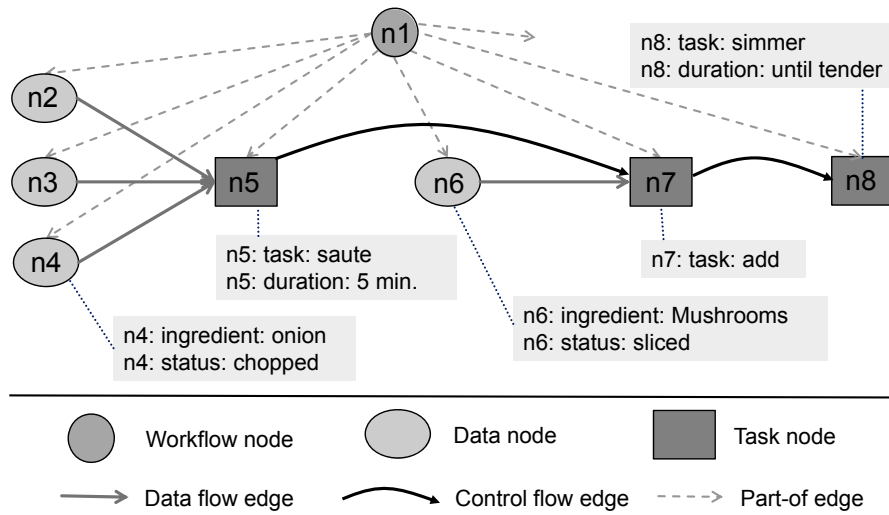 n1
n8: task: simmer
n8: duration: until tender
n2
n3
n5
n6
n7
n8
n4
n5: task: saute
n5: duration: 5 min.
n7: task: add
n6: ingredient: Mushrooms
n6: status: sliced
n4: ingredient: onion
n4: status: chopped
Workflow node
Data node
Task node
Data flow edge
Control flow edge
Part-of edge